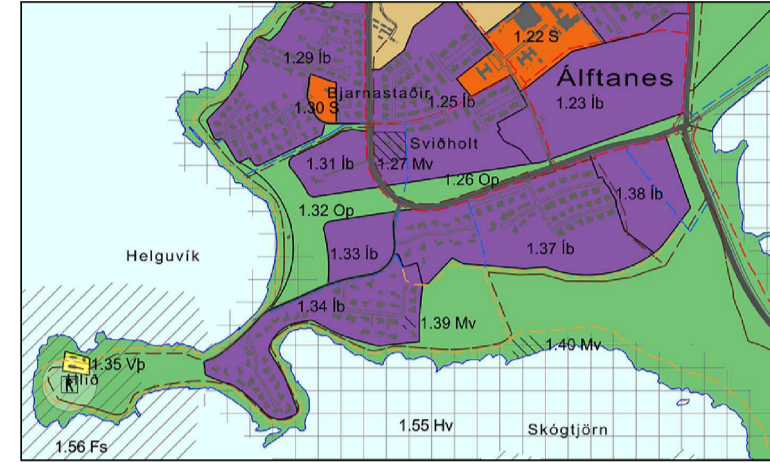 1.22 S
1.29 Íb
Álftanes
Bjarnastaðir
1.25 Íb
1.30 S
1.23 Íb
Sviðholt
1.31 Íb
1.27 Mv
1.26 Op
1.38 Íb
1.32 Op
1.33 Íb
1.37 Íb
Helguvík
1.34 Íb
1.39 Mv
1.40 Mv
1.35 Vþ
Hlið
1.55 Hv
Skógtjörn
1.56 Fs